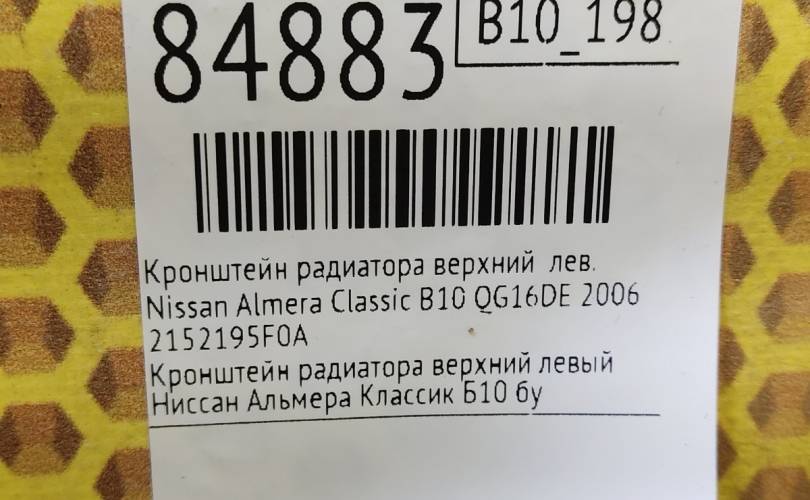 84883
B10_198
Кронштейн радиатора верхний лев.
Nissan Almera Classic B10 QG16DE 2006
2152195F0A
Кронштейн радиатора верхний левый
Ниссан Альмера Классик Б10 бу